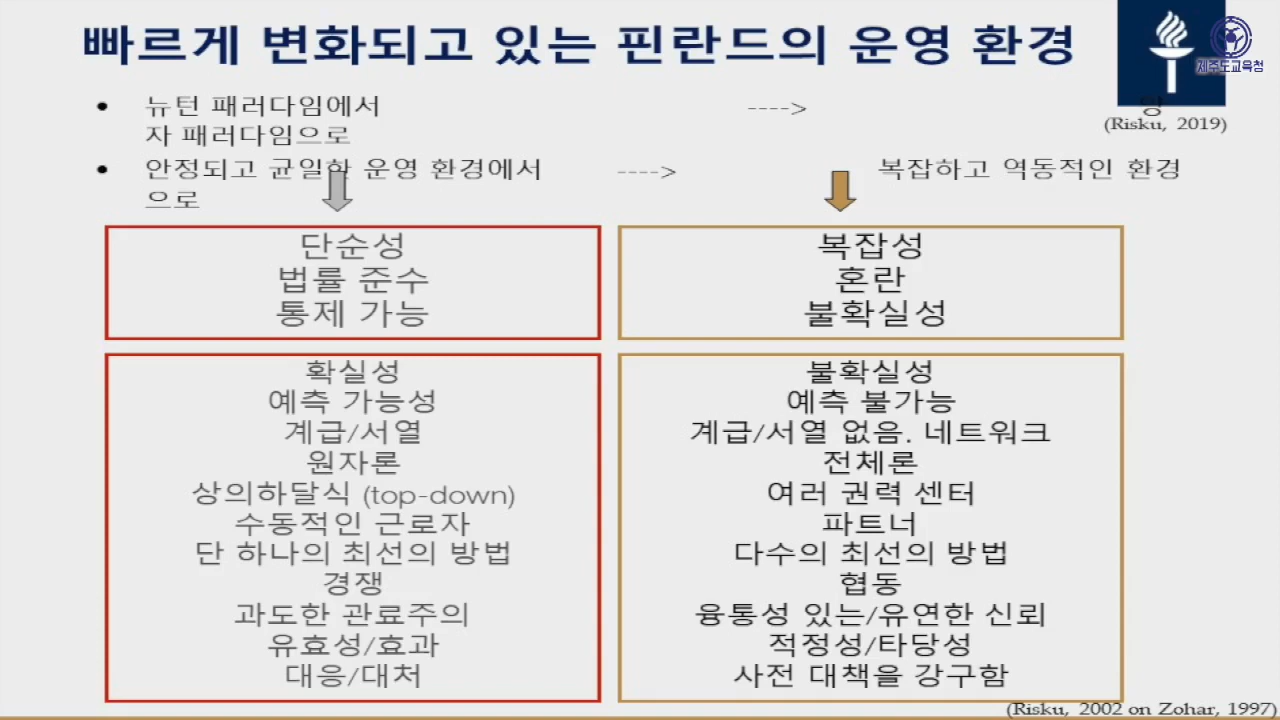 빠르게 변화되고 있는 핀란드의 운영 환경
제주도교육청
• 뉴턴 패러다임에서 ----> 양
자 패러다임으로
(Risku, 2019)
• 안정되고 균일한 운영 환경에서 ----> 복잡하고 역동적인 환경
으로
단순성
법률 준수
통제 가능
복잡성
혼란
불확실성
확실성
예측 가능성
계급/서열
원자론
상의하달식 (top-down)
수동적인 근로자
단 하나의 최선의 방법
경쟁
과도한 관료주의
유효성/효과
대응/대처
불확실성
예측 불가능
계급/서열 없음. 네트워크
전체론
여러 권력 센터
파트너
다수의 최선의 방법
협동
융통성 있는/유연한 신뢰
적정성/타당성
사전 대책을 강구함
(Risku, 2002 on Zohar, 1997)